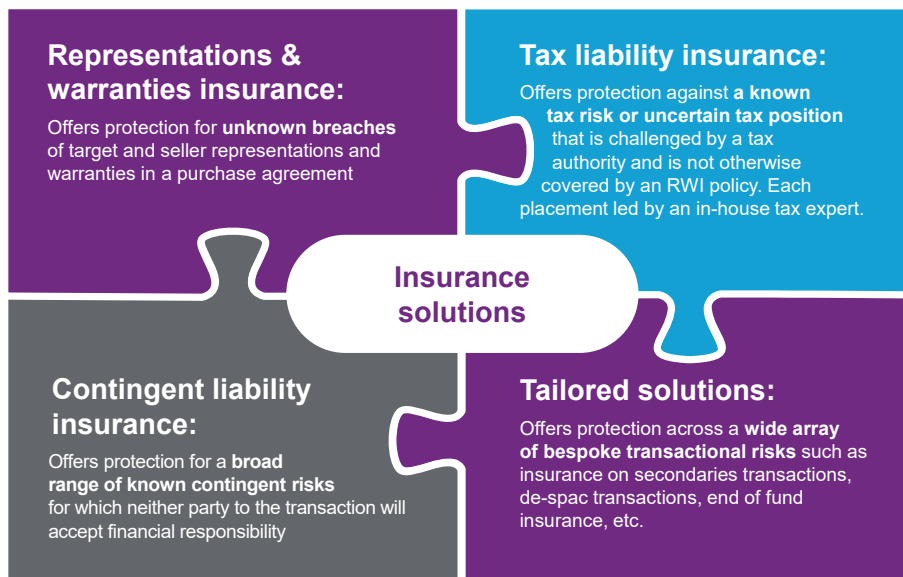 Representations &
warranties insurance:
Offers protection for unknown breaches
of target and seller representations and
warranties in a purchase agreement
Tax liability insurance:
Offers protection against a known
tax risk or uncertain tax position
that is challenged by a tax
authority and is not otherwise
covered by an RWI policy. Each
placement led by an in-house tax expert.
Insurance
solutions
Contingent liability
insurance:
Offers protection for a broad
range of known contingent risks
for which neither party to the transaction will
accept financial responsibility
Tailored solutions:
Offers protection across a wide array
of bespoke transactional risks such as
insurance on secondaries transactions,
de-spac transactions, end of fund
insurance, etc.